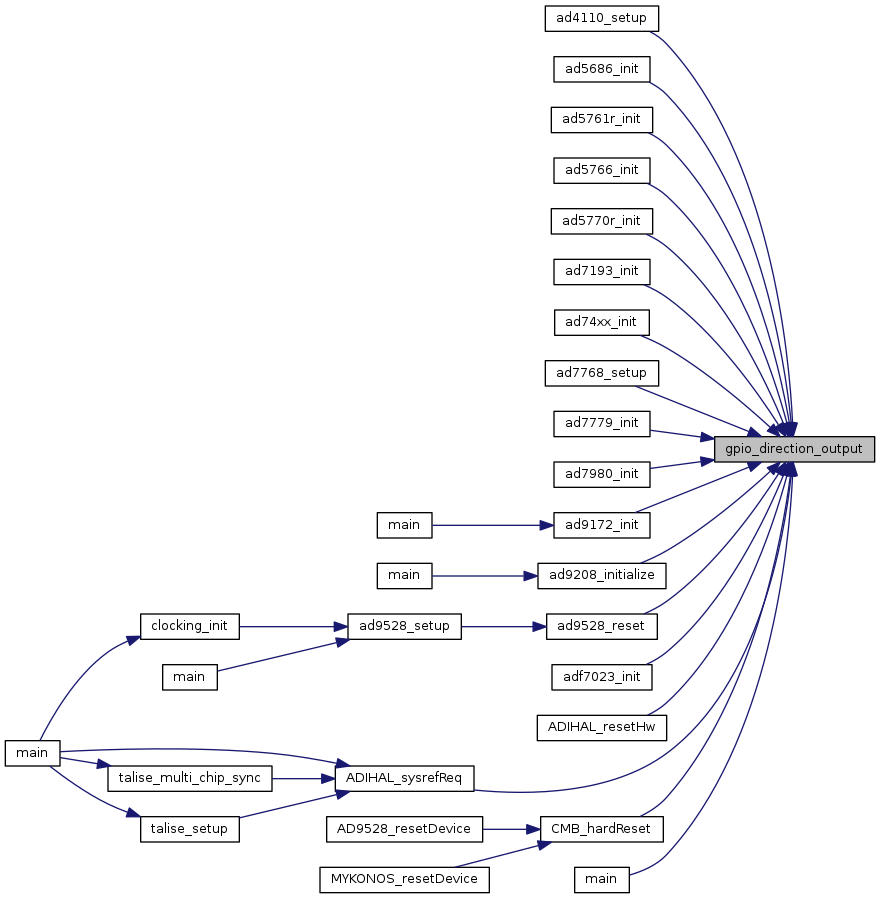 ad4110_setup
ad5686_init
ad5761r_init
ad5766_init
ad5770r_init
ad7193_init
ad74xx_init
ad7768_setup
ad7779_init
gpio_direction_output
ad7980_init
main
ad9172_init
main
ad9208_initialize
clocking_init
ad9528_setup
ad9528_reset
main
adf7023_init
ADIHAL_resetHw
main
talise_multi_chip_sync
ADIHAL_sysrefReq
talise_setup
AD9528_resetDevice
CMB_hardReset
MYKONOS_resetDevice
main